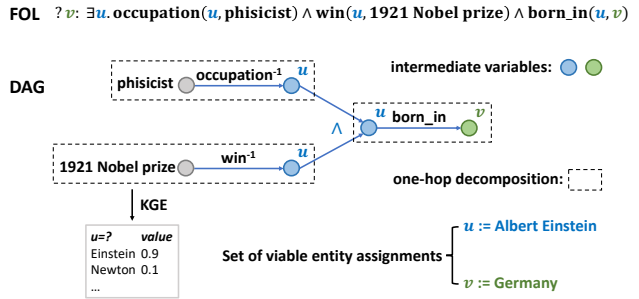 FOL ? v: ∃u. occupation(u, phisicist) ∧ win(u, 1921 Nobel prize) ∧ born_in(u, v)
DAG
phisicist occupation⁻¹ u
intermediate variables:
∧ u born_in v
1921 Nobel prize win⁻¹ u
one-hop decomposition:
KGE
u=? value
Einstein 0.9
Newton 0.1
...
Set of viable entity assignments
u := Albert Einstein
v := Germany